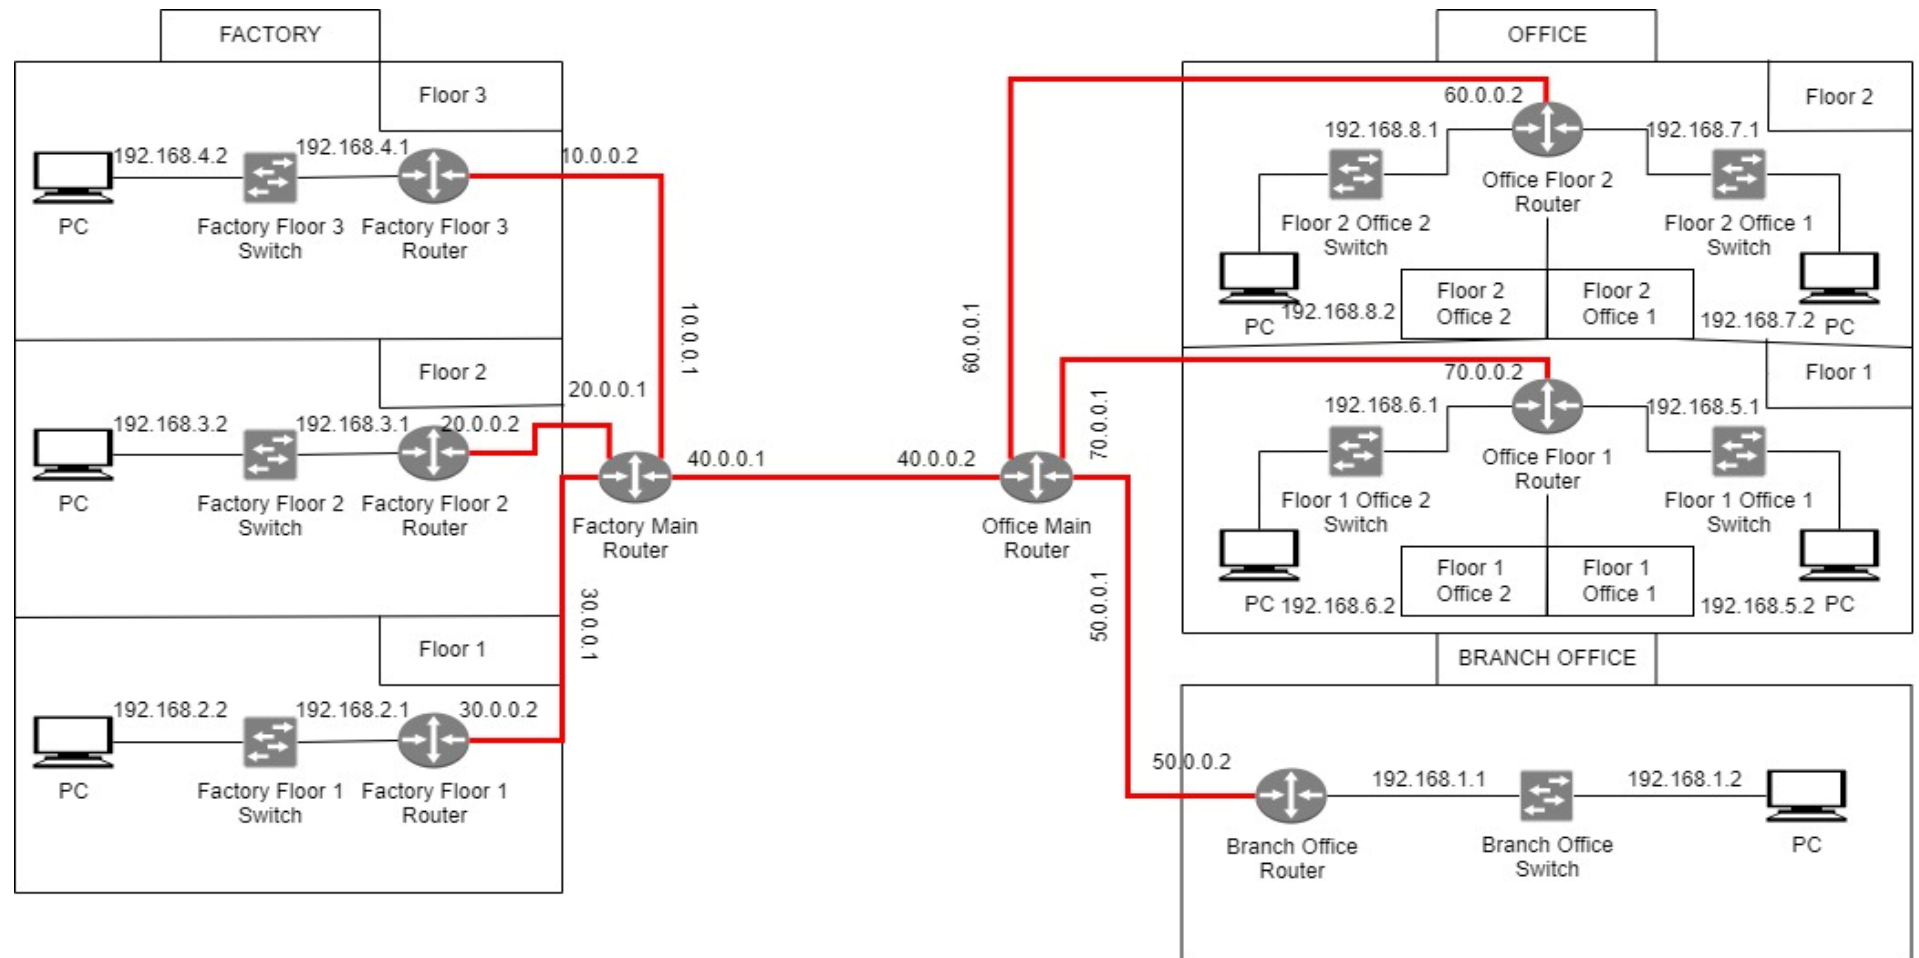 FACTORY
Floor 3
192.168.4.2
192.168.4.1
10.0.0.2
PC
Factory Floor 3
Switch
Factory Floor 3
Router
10.0.0.1
Floor 2
20.0.0.1
192.168.3.2
192.168.3.1
20.0.0.2
PC
Factory Floor 2
Switch
Factory Floor 2
Router
40.0.0.1
Factory Main
Router
30.0.0.1
Floor 1
192.168.2.2
192.168.2.1
30.0.0.2
PC
Factory Floor 1
Switch
Factory Floor 1
Router
40.0.0.2
Office Main
Router
60.0.0.1
70.0.0.1
50.0.0.1
OFFICE
Floor 2
60.0.0.2
192.168.8.1
192.168.7.1
Office Floor 2
Router
Floor 2 Office 2
Switch
Floor 2 Office 1
Switch
Floor 2
Office 2
Floor 2
Office 1
PC
192.168.8.2
192.168.7.2
PC
Floor 1
70.0.0.2
192.168.6.1
192.168.5.1
Office Floor 1
Router
Floor 1 Office 2
Switch
Floor 1 Office 1
Switch
Floor 1
Office 2
Floor 1
Office 1
PC
192.168.6.2
192.168.5.2
PC
BRANCH OFFICE
50.0.0.2
192.168.1.1
192.168.1.2
Branch Office
Router
Branch Office
Switch
PC